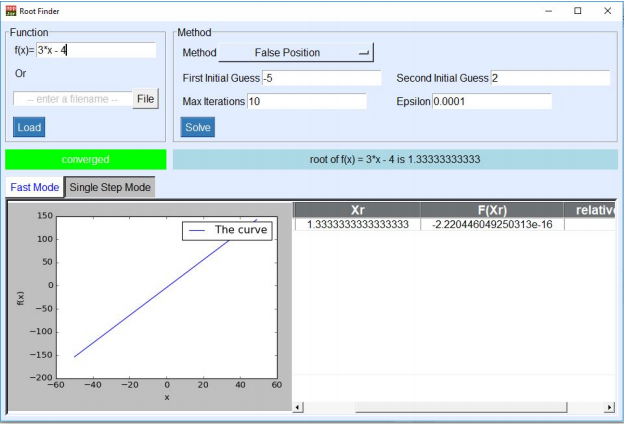 Root Finder
Function
f(x)= 3*x - 4
Or
-- enter a filename -- File
Load
Method
Method False Position
First Initial Guess -5 Second Initial Guess 2
Max Iterations 10 Epsilon 0.0001
Solve
converged
root of f(x) = 3*x - 4 is 1.33333333333
Fast Mode Single Step Mode
The curve
150
100
50
0
−50
−100
−150
−200
f(x)
−60 −40 −20 0 20 40 60
x
Xr F(Xr) relativ
1.3333333333333333 -2.220446049250313e-16